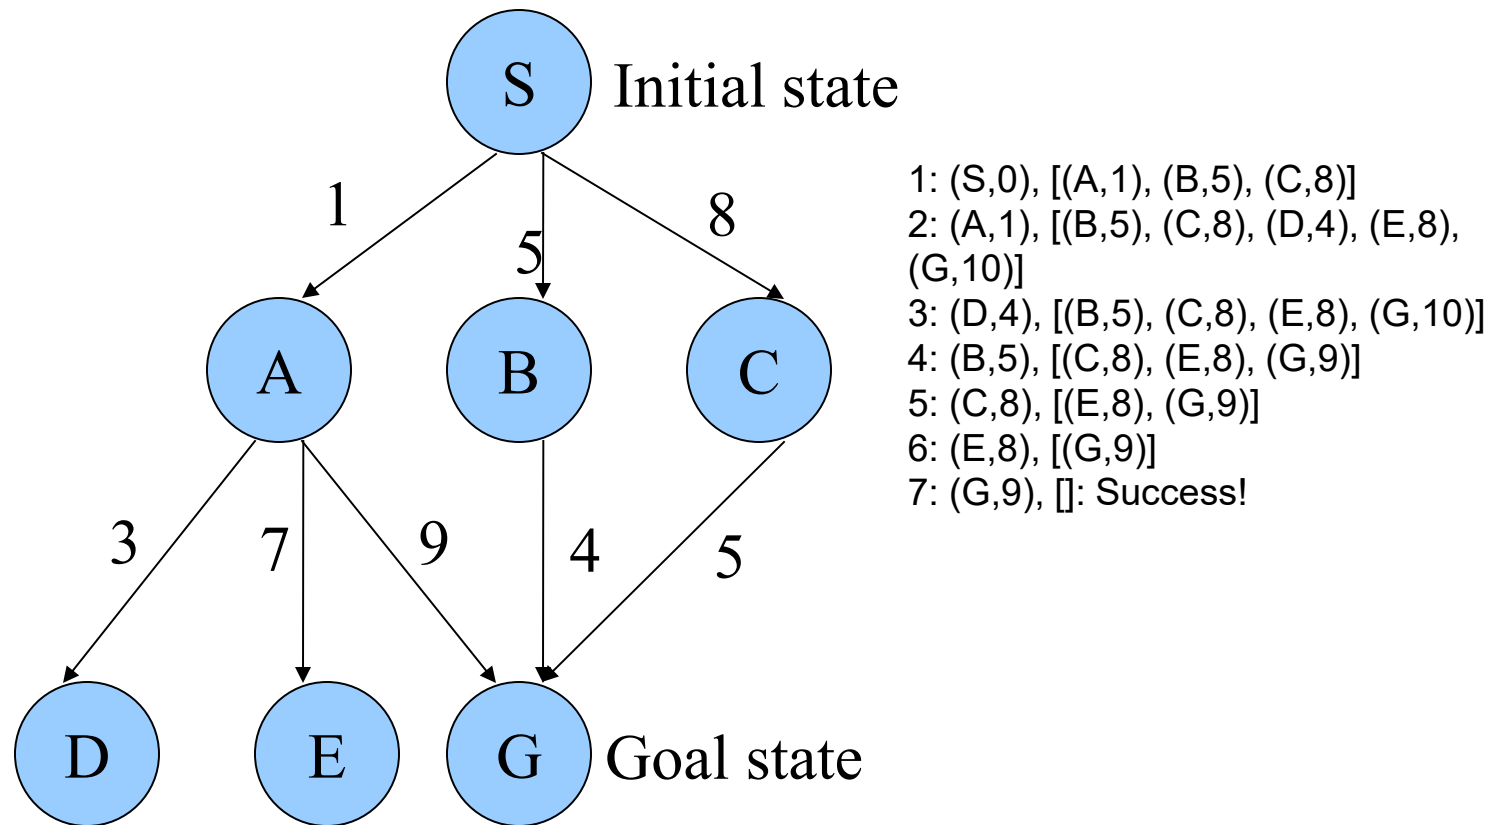 S Initial state
1: (S,0), [(A,1), (B,5), (C,8)]
2: (A,1), [(B,5), (C,8), (D,4), (E,8),
(G,10)]
3: (D,4), [(B,5), (C,8), (E,8), (G,10)]
4: (B,5), [(C,8), (E,8), (G,9)]
5: (C,8), [(E,8), (G,9)]
6: (E,8), [(G,9)]
7: (G,9), []: Success!
1 5 8
A B C
3 7 9 4 5
D E G Goal state